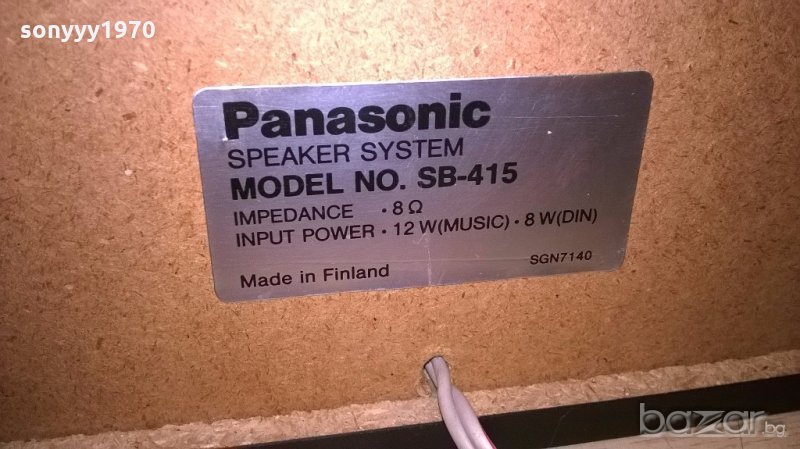 sonyyy1970
Panasonic
SPEAKER SYSTEM
MODEL NO. SB-415
IMPEDANCE · 8 Ω
INPUT POWER · 12 W(MUSIC) · 8 W(DIN)
Made in Finland
SGN7140
bazar.bg